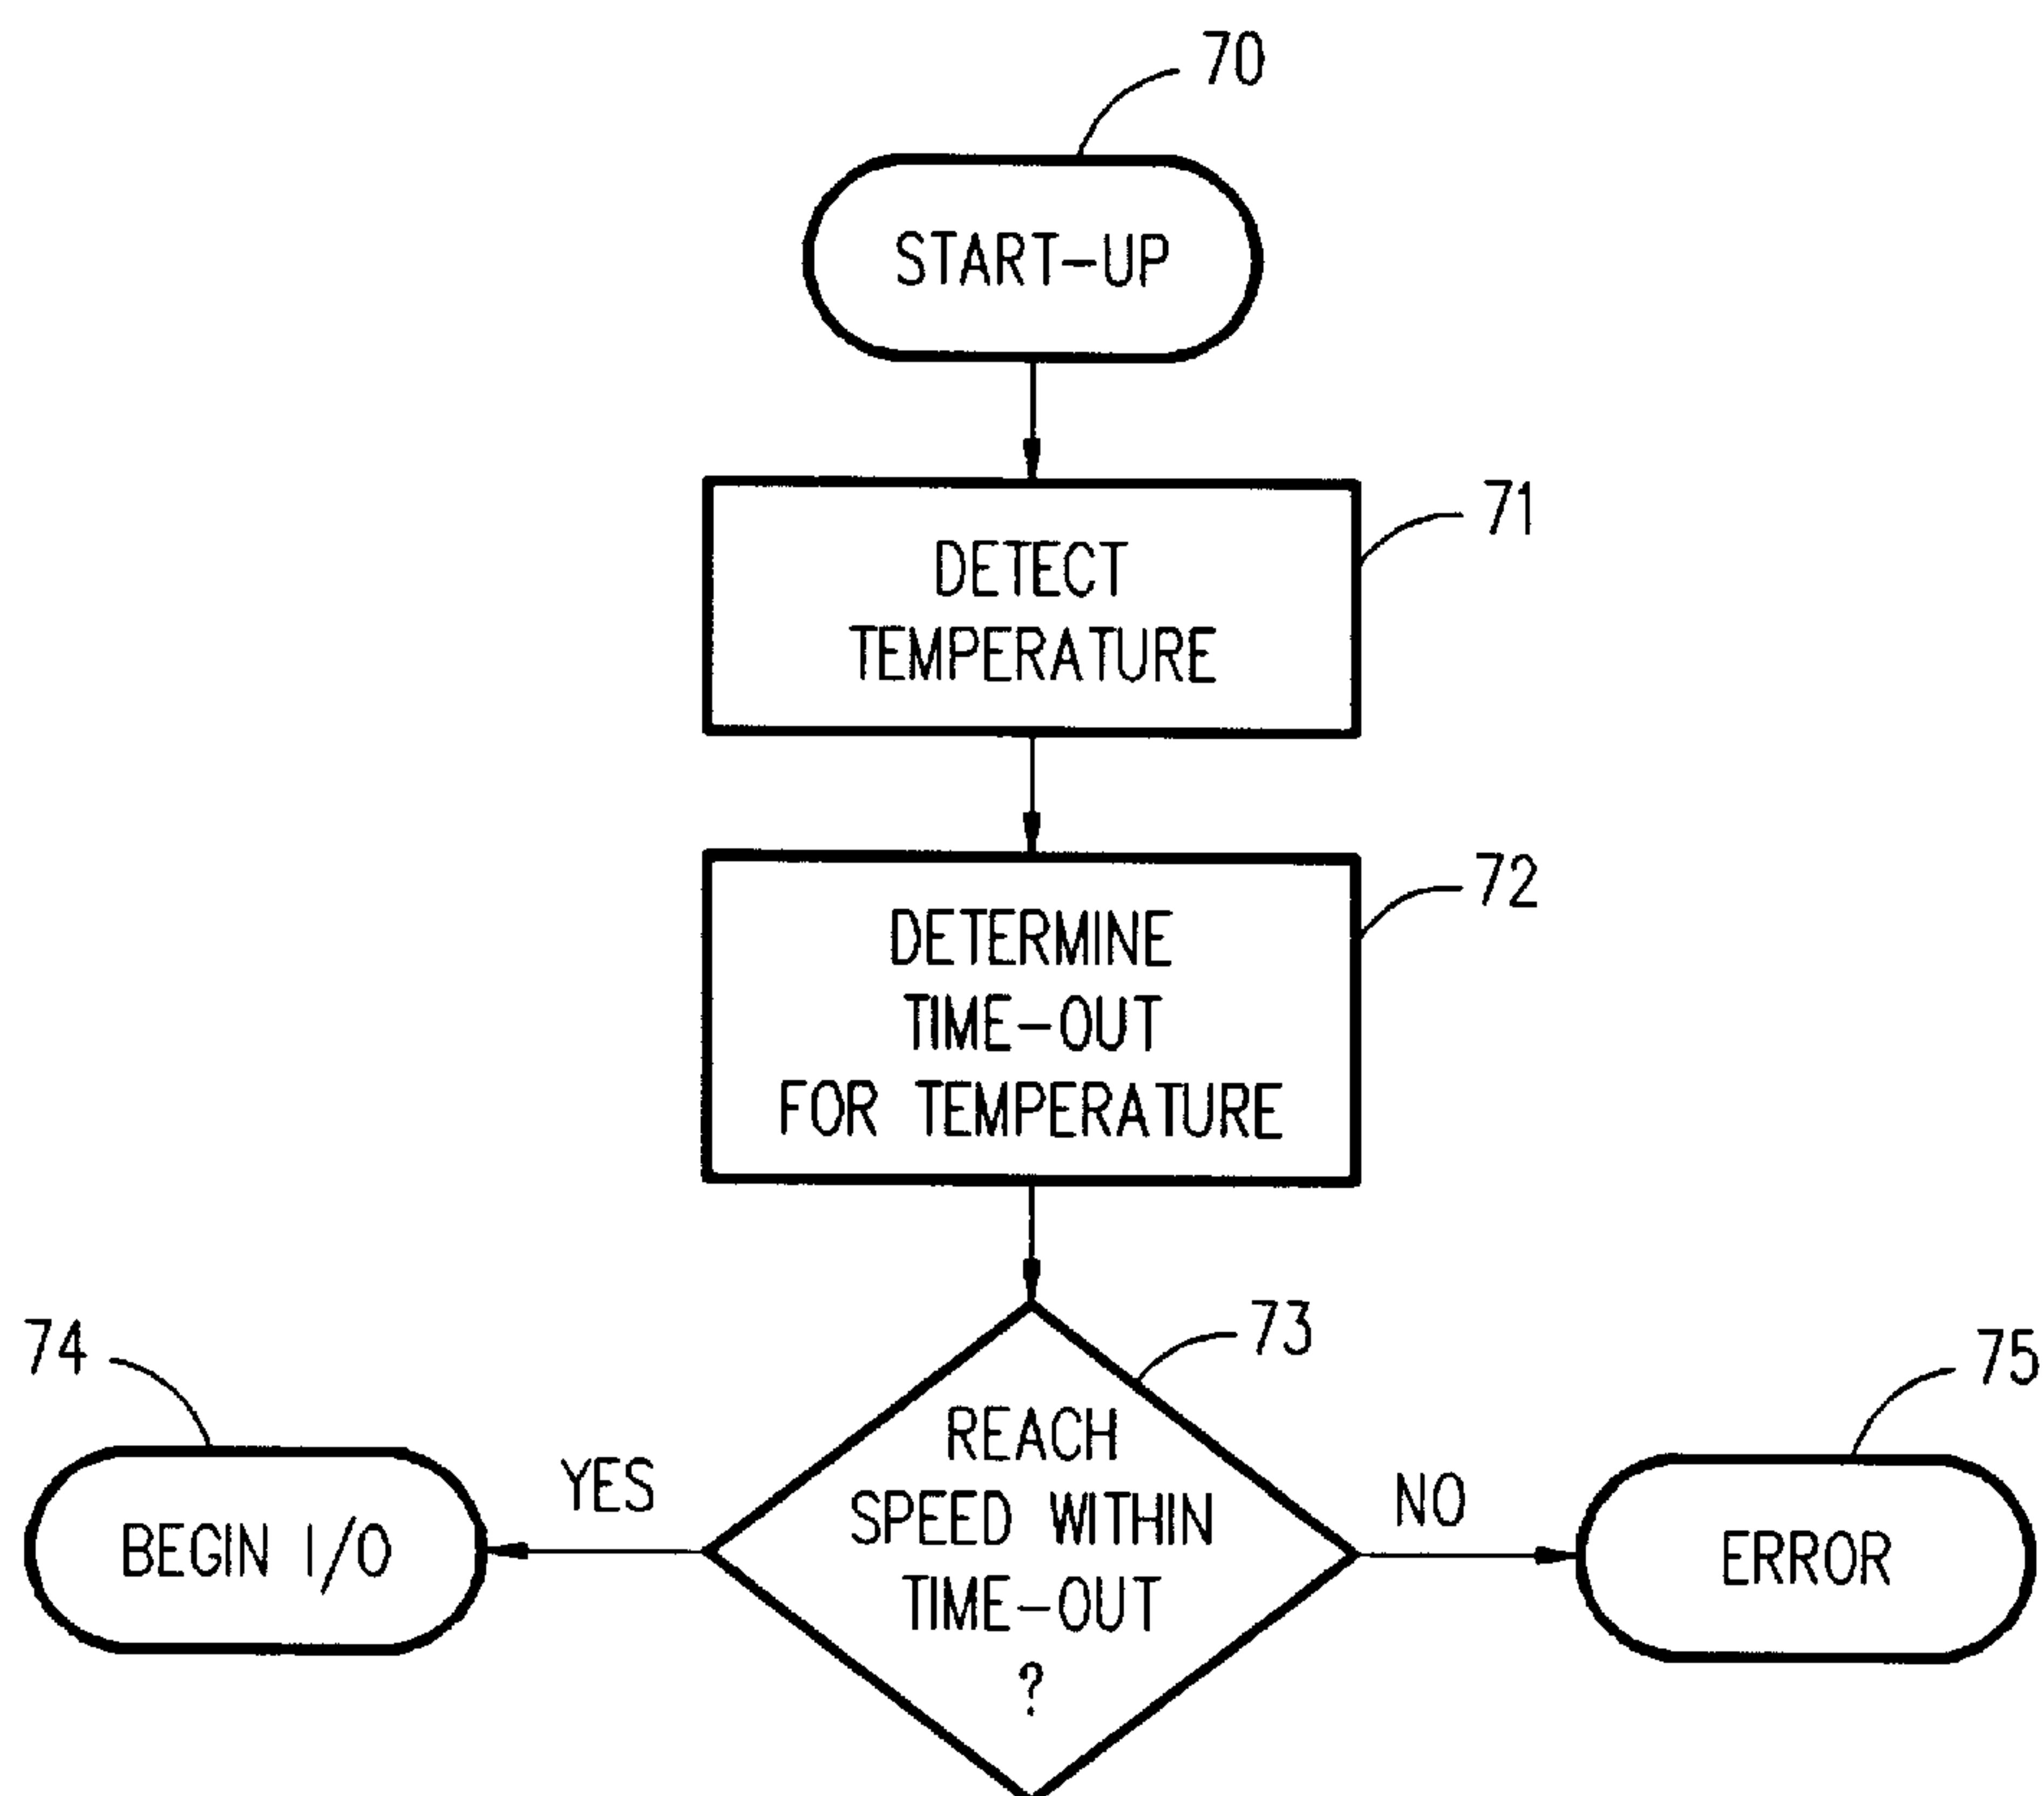 70
START-UP
71
DETECT
TEMPERATURE
72
DETERMINE
TIME-OUT
FOR TEMPERATURE
73
REACH
SPEED WITHIN
TIME-OUT
?
74
YES
BEGIN I/O
NO
75
ERROR